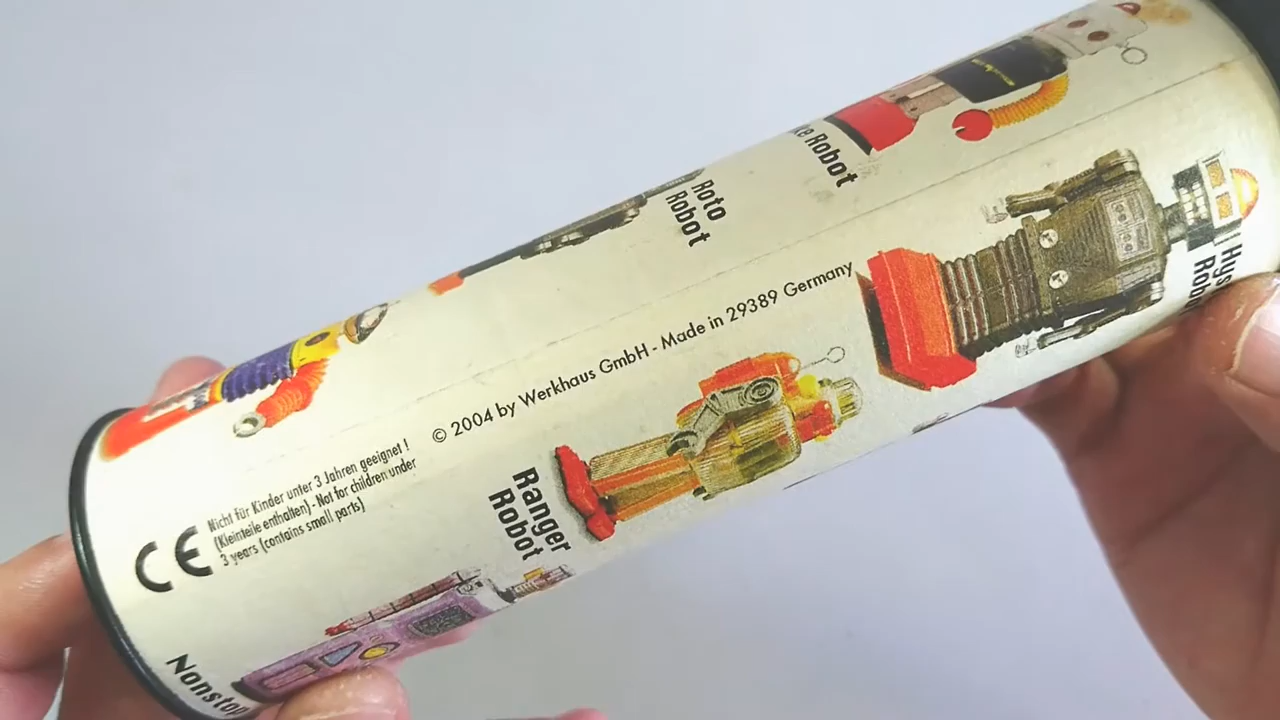 ke Robot
Roto
Robot
© 2004 by Werkhaus GmbH - Made in 29389 Germany
Nicht für Kinder unter 3 Jahren geeignet !
(Kleinteile enthalten) - Not for children under
3 years (contains small parts)
CE
Ranger
Robot
Hys
Rob
Nonstop